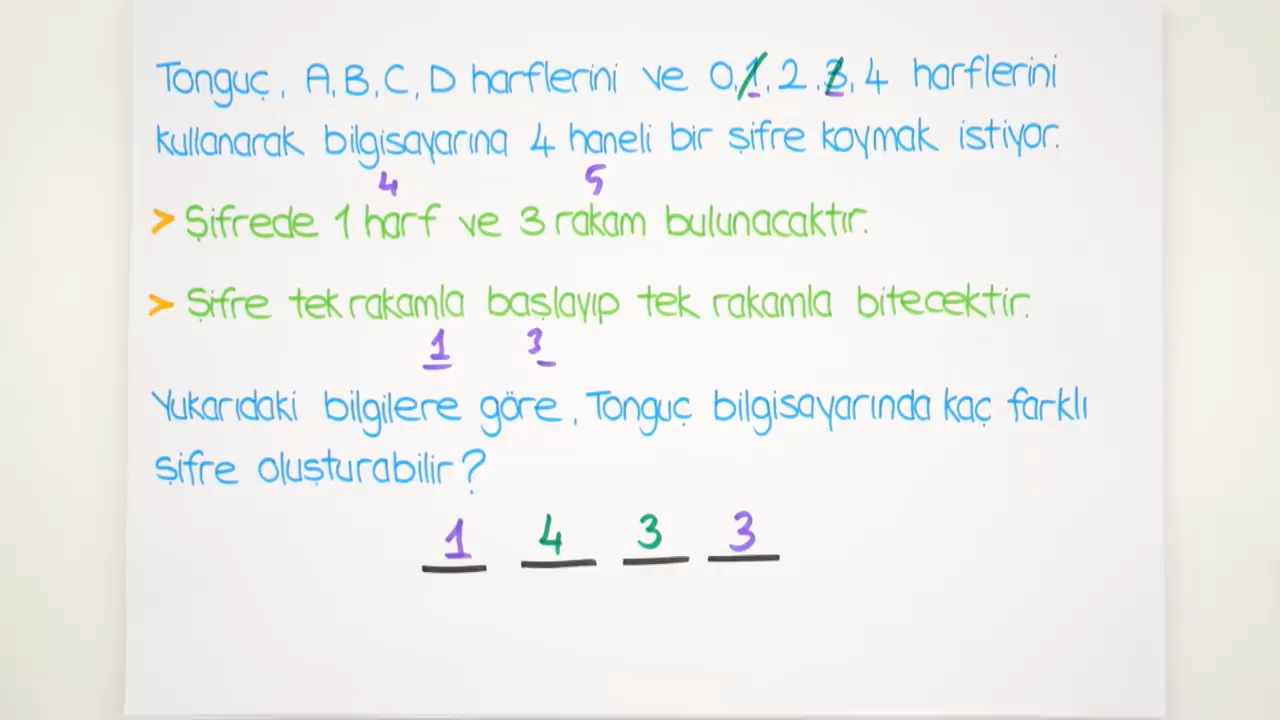 Tonguç, A, B, C, D harflerini ve 0, 1, 2, 3, 4 harflerini
kullanarak bilgisayarına 4 haneli bir şifre koymak istiyor.
4 5
> Şifrede 1 harf ve 3 rakam bulunacaktır.
> Şifre tek rakamla başlayıp tek rakamla bitecektir.
1 3
Yukarıdaki bilgilere göre, Tonguç bilgisayarında kaç farklı
şifre oluşturabilir?
1 4 3 3